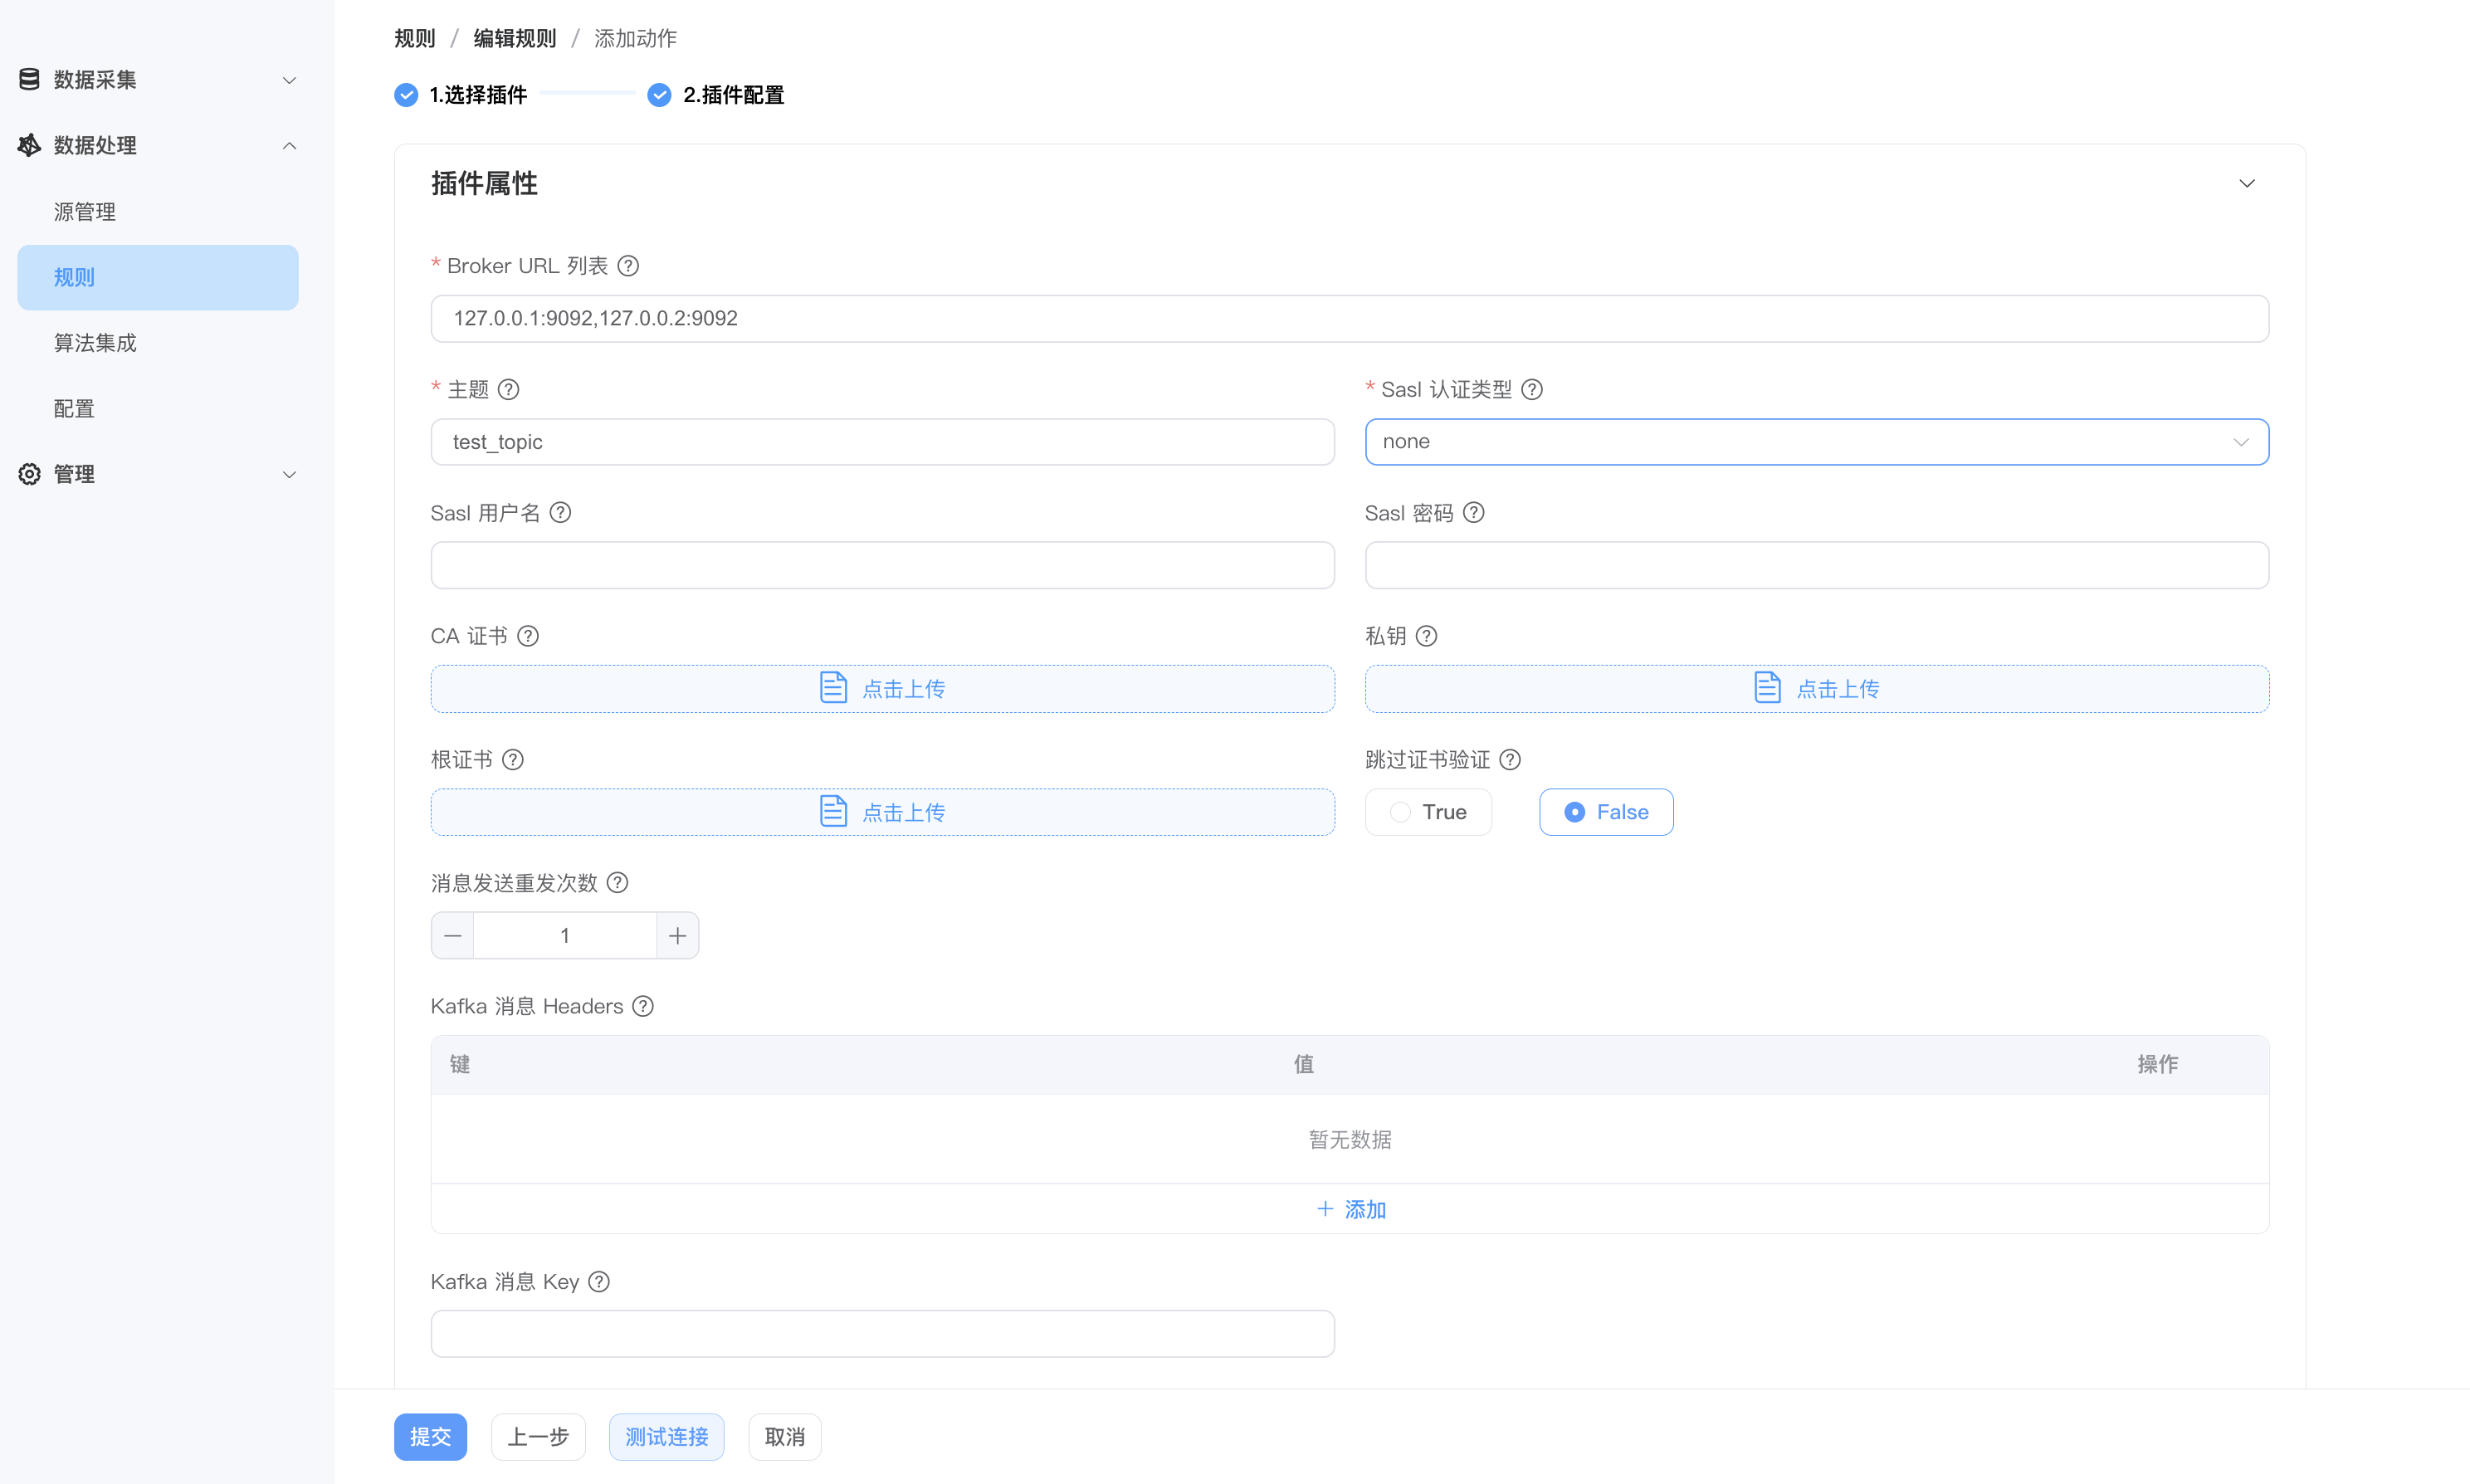 规则 / 编辑规则 / 添加动作
1.选择插件 2.插件配置
数据采集
数据处理
源管理
规则
算法集成
配置
管理
插件属性
* Broker URL 列表 ?
127.0.0.1:9092,127.0.0.2:9092
* 主题 ? * Sasl 认证类型 ?
test_topic none
Sasl 用户名 ? Sasl 密码 ?
CA 证书 ? 私钥 ?
点击上传 点击上传
根证书 ? 跳过证书验证 ?
点击上传 True False
消息发送重发次数 ?
— 1 +
Kafka 消息 Headers ?
键 值 操作
暂无数据
+ 添加
Kafka 消息 Key ?
提交 上一步 测试连接 取消